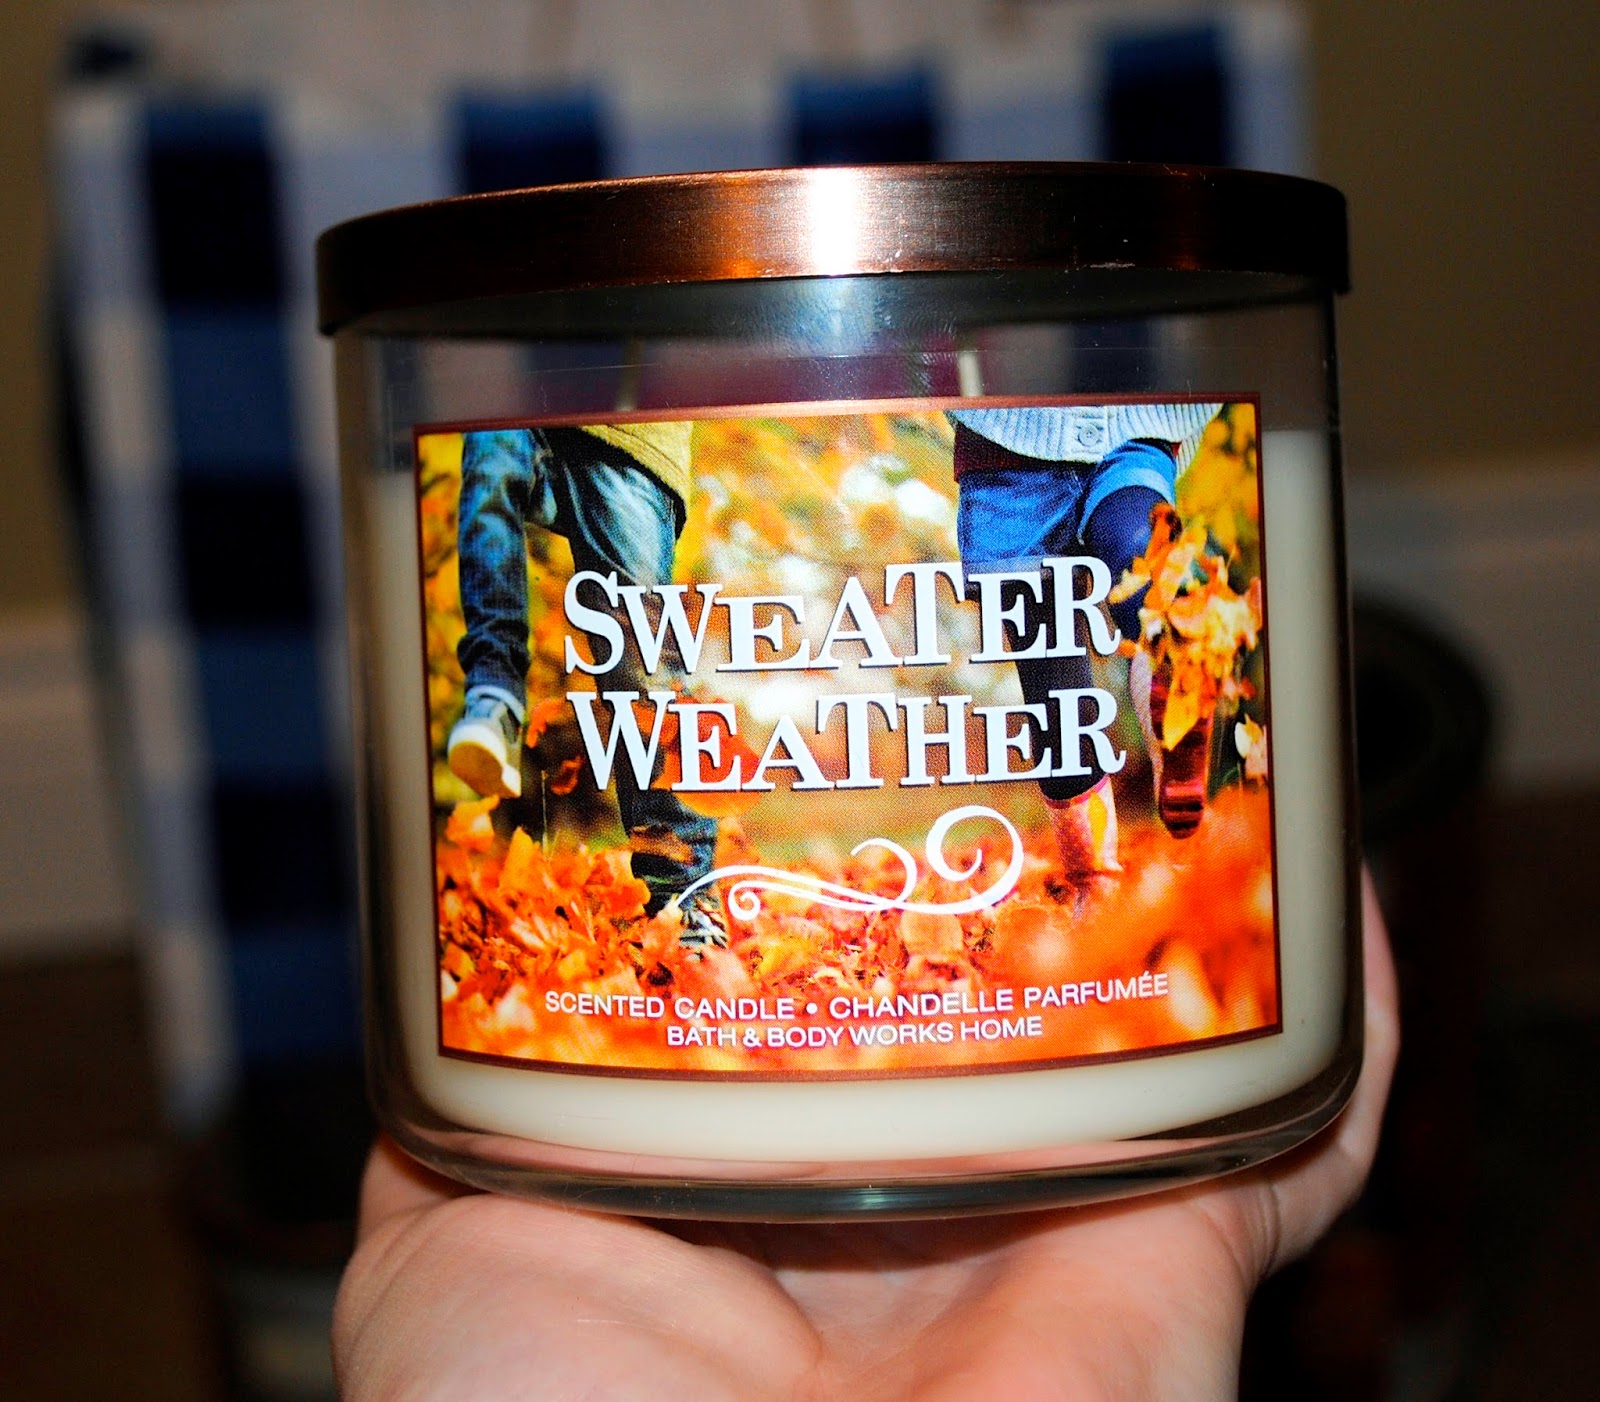 SWEATER
WEATHER
SCENTED CANDLE • CHANDELLE PARFUMÉE
BATH & BODY WORKS HOME